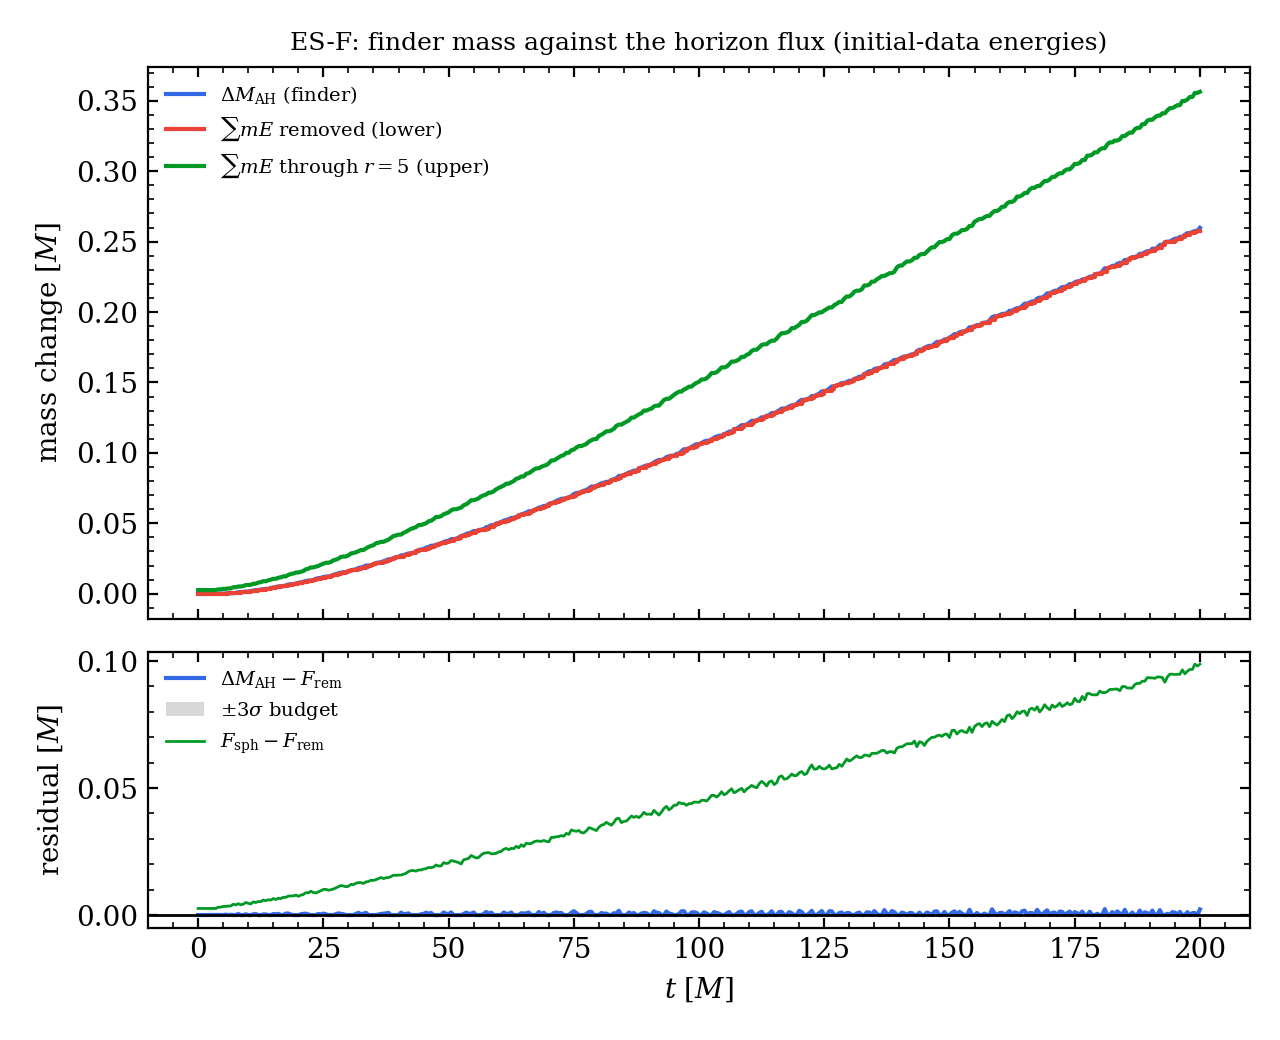 ES-F: finder mass against the horizon flux (initial-data energies)
ΔM_AH (finder)
∑mE removed (lower)
∑mE through r = 5 (upper)
mass change [M]
0.35
0.30
0.25
0.20
0.15
0.10
0.05
0.00
ΔM_AH − F_rem
±3σ budget
F_sph − F_rem
residual [M]
0.10
0.05
0.00
0 25 50 75 100 125 150 175 200
t [M]